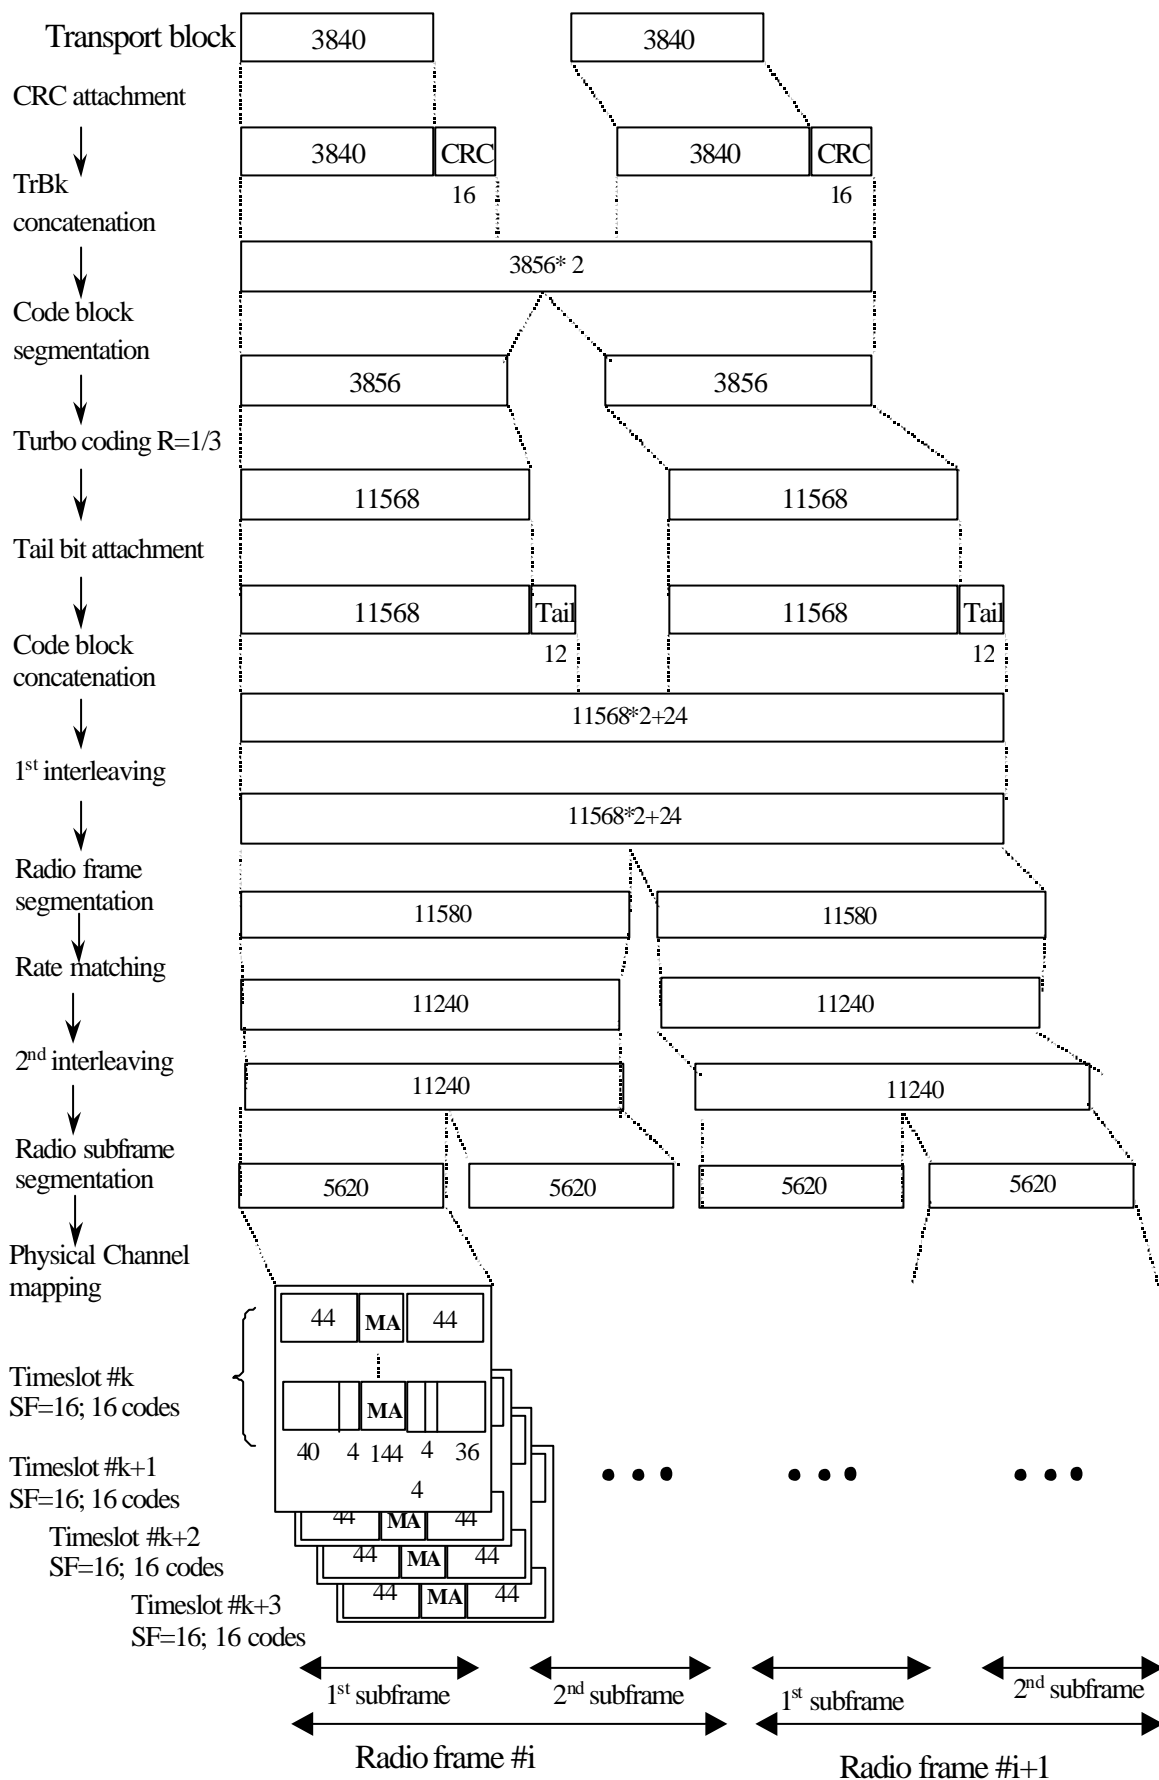 Transport block 3840 3840
CRC attachment
3840 CRC 3840 CRC
TrBk
concatenation
16 16
3856* 2
Code block
segmentation
3856 3856
Turbo coding R=1/3
11568 11568
Tail bit attachment
11568 Tail 11568 Tail
12 12
Code block
concatenation
11568*2+24
1st interleaving
11568*2+24
Radio frame
segmentation
11580 11580
Rate matching
11240 11240
2nd interleaving
11240 11240
Radio subframe
segmentation
5620 5620 5620 5620
Physical Channel
mapping
44 MA 44
Timeslot #k
SF=16; 16 codes
MA
40 4 144 4 36
4
Timeslot #k+1
SF=16; 16 codes
44 MA 44
Timeslot #k+2
SF=16; 16 codes
44 MA 44
Timeslot #k+3
SF=16; 16 codes
44 MA 44
1st subframe 2nd subframe 1st subframe 2nd subframe
Radio frame #i Radio frame #i+1